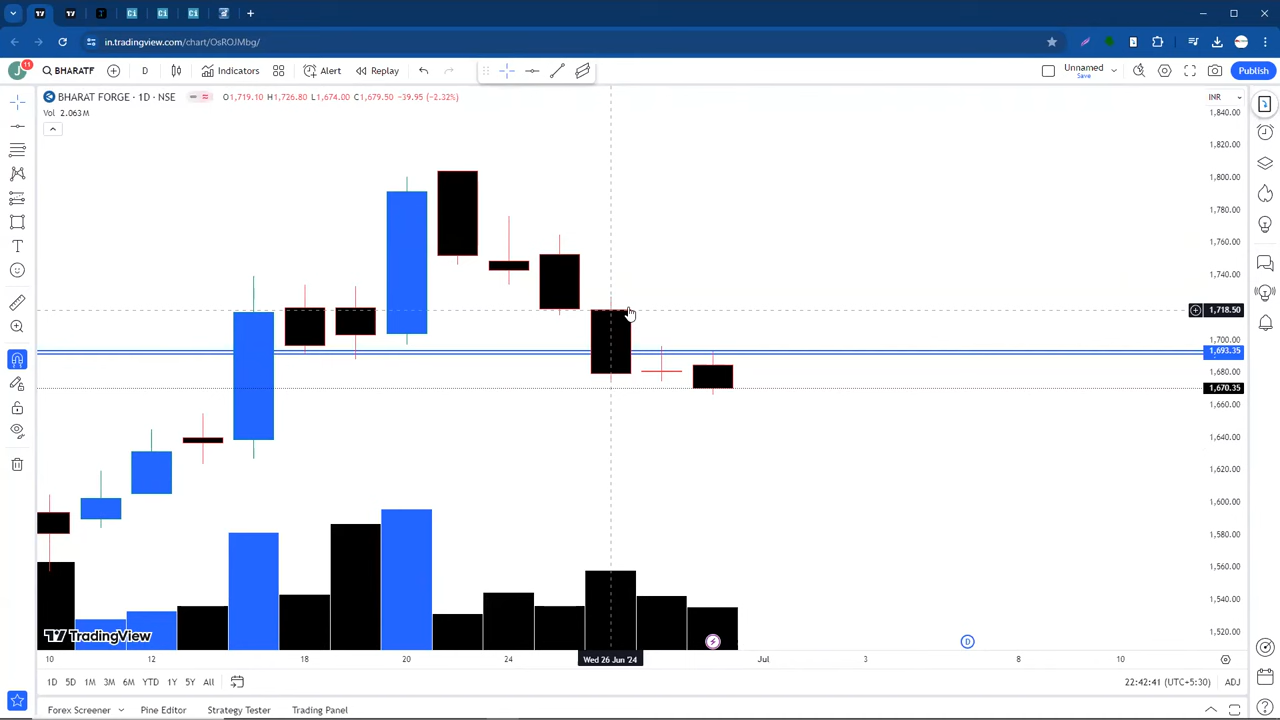 Ci
Ci
Ci
in.tradingview.com/chart/OsROJMbg/
J
11
BHARATF
D
Indicators
Alert
Replay
Unnamed
Save
Publish
BHARAT FORGE · 1D · NSE
O1,719.10 H1,726.80 L1,674.00 C1,679.50 −39.95 (−2.32%)
Vol 2.063M
INR
1,840.00
1,820.00
1,800.00
1,780.00
1,760.00
1,740.00
1,718.50
1,700.00
1,693.35
1,680.00
1,670.35
1,660.00
1,640.00
1,620.00
1,600.00
1,580.00
1,560.00
1,540.00
1,520.00
TradingView
D
10 12 18 20 24 Wed 26 Jun '24 Jul 3 8 10
1D 5D 1M 3M 6M YTD 1Y 5Y All
22:42:41 (UTC+5:30) ADJ
Forex Screener Pine Editor Strategy Tester Trading Panel